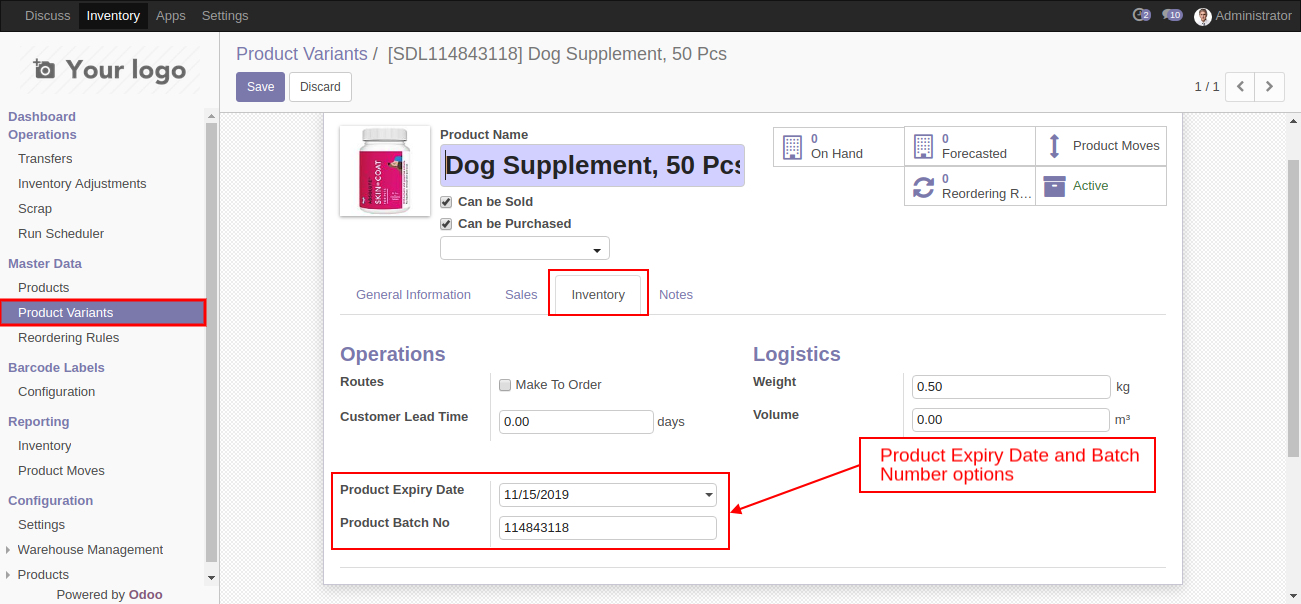 Discuss Inventory Apps Settings 2 10 Administrator
Your logo
Product Variants / [SDL114843118] Dog Supplement, 50 Pcs
Save Discard
1 / 1
Dashboard
Operations
Transfers
Inventory Adjustments
Scrap
Run Scheduler
Master Data
Products
Product Variants
Reordering Rules
Barcode Labels
Configuration
Reporting
Inventory
Product Moves
Configuration
Settings
Warehouse Management
Products
Powered by Odoo
SKIN+COAT
Product Name
Dog Supplement, 50 Pcs
Can be Sold
Can be Purchased
0
On Hand
0
Forecasted
Product Moves
0
Reordering R...
Active
General Information Sales Inventory Notes
Operations
Routes Make To Order
Customer Lead Time 0.00 days
Logistics
Weight 0.50 kg
Volume 0.00 m³
Product Expiry Date 11/15/2019
Product Batch No 114843118
Product Expiry Date and Batch
Number options